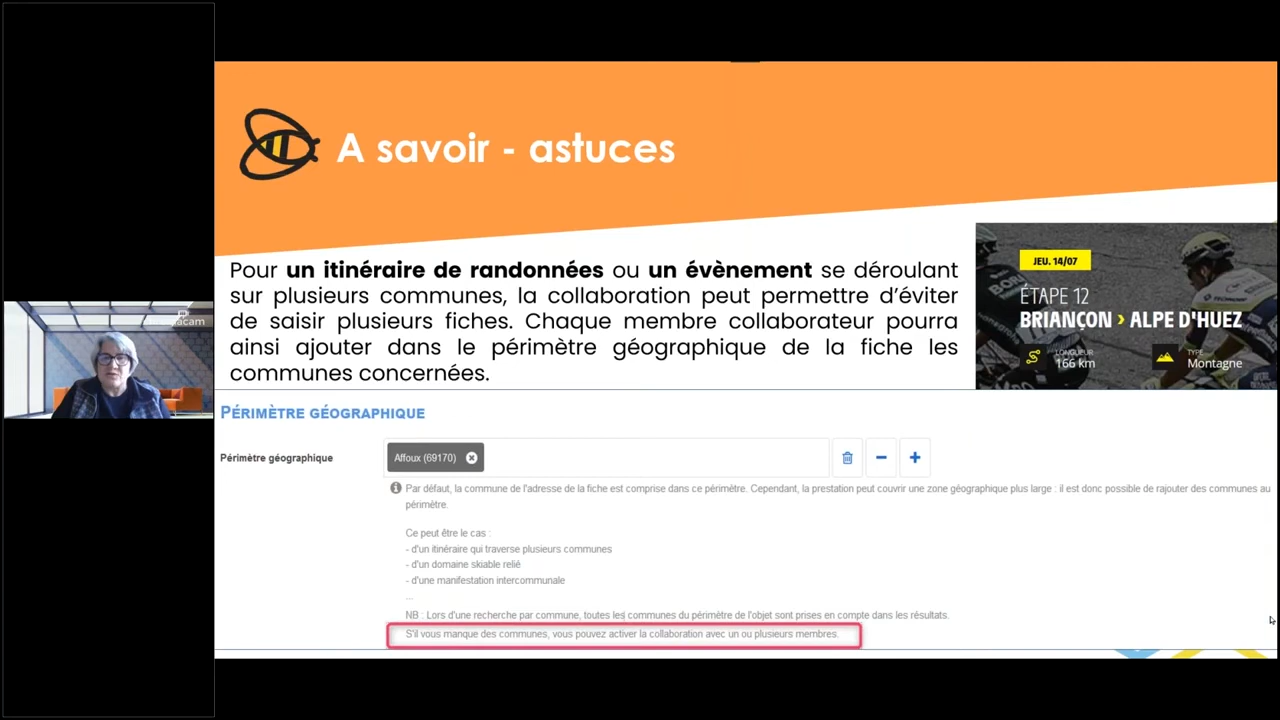 A savoir - astuces
Pour un itinéraire de randonnées ou un évènement se déroulant
sur plusieurs communes, la collaboration peut permettre d’éviter
de saisir plusieurs fiches. Chaque membre collaborateur pourra
ainsi ajouter dans le périmètre géographique de la fiche les
communes concernées.
JEU. 14/07
ÉTAPE 12
BRIANÇON > ALPE D'HUEZ
LONGUEUR
166 km
TYPE
Montagne
PÉRIMÈTRE GÉOGRAPHIQUE
Périmètre géographique
Affoux (69170)
Par défaut, la commune de l'adresse de la fiche est comprise dans ce périmètre. Cependant, la prestation peut couvrir une zone géographique plus large : il est donc possible de rajouter des communes au
périmètre.
Ce peut être le cas :
- d'un itinéraire qui traverse plusieurs communes
- d'un domaine skiable relié
- d'une manifestation intercommunale
...
NB : Lors d'une recherche par commune, toutes les communes du périmètre de l'objet sont prises en compte dans les résultats.
S'il vous manque des communes, vous pouvez activer la collaboration avec un ou plusieurs membres.